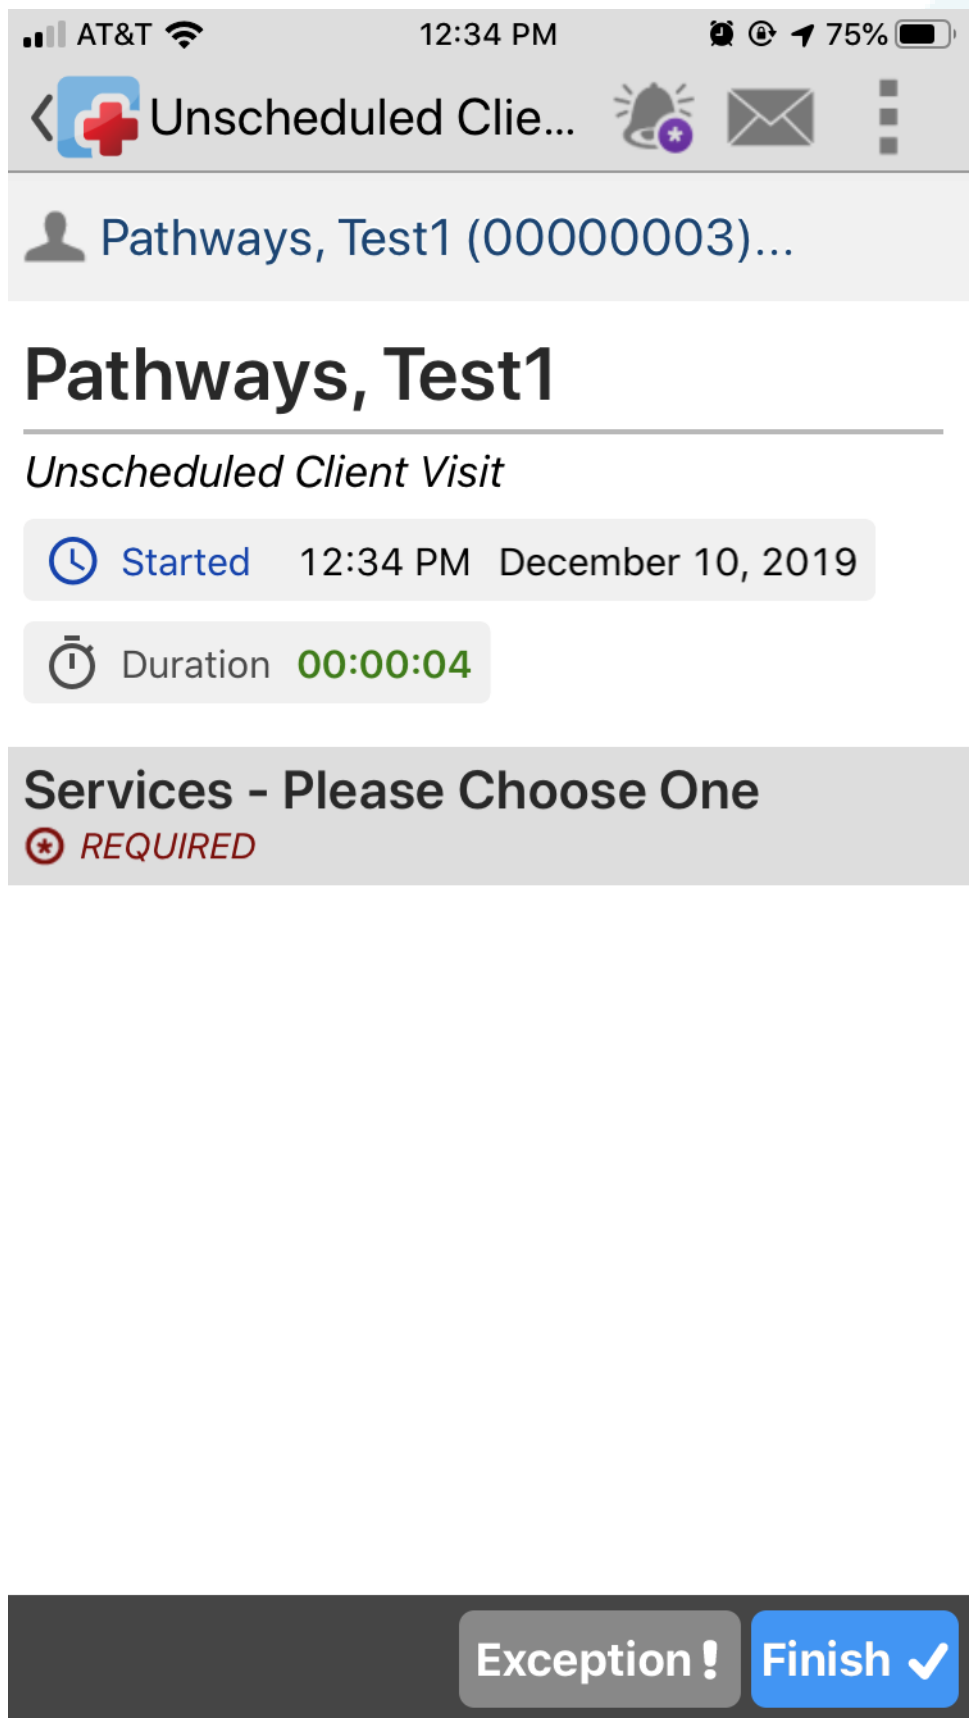 AT&T 12:34 PM 75%
Unscheduled Clie...
Pathways, Test1 (00000003)...
Pathways, Test1
Unscheduled Client Visit
Started 12:34 PM December 10, 2019
Duration 00:00:04
Services - Please Choose One
REQUIRED
Exception! Finish